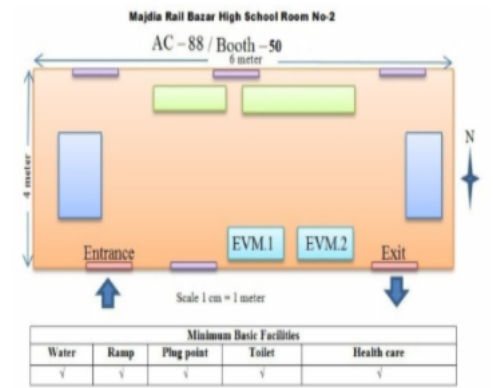 Majdia Rail Bazar High School Room No-2
AC – 88 / Booth – 50
6 meter
4 meter
N
EVM.1 EVM.2
Entrance Exit
Scale 1 cm = 1 meter
Minimum Basic Facilities
Water Ramp Plug point Toilet Health care
√ √ √ √ √